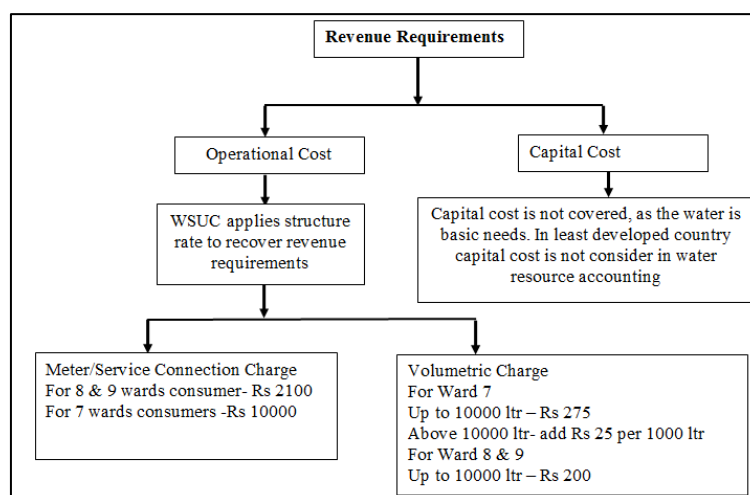 Revenue Requirements
Operational Cost
Capital Cost
WSUC applies structure
rate to recover revenue
requirements
Capital cost is not covered, as the water is
basic needs. In least developed country
capital cost is not consider in water
resource accounting
Meter/Service Connection Charge
For 8 & 9 wards consumer- Rs 2100
For 7 wards consumers -Rs 10000
Volumetric Charge
For Ward 7
Up to 10000 ltr – Rs 275
Above 10000 ltr- add Rs 25 per 1000 ltr
For Ward 8 & 9
Up to 10000 ltr – Rs 200